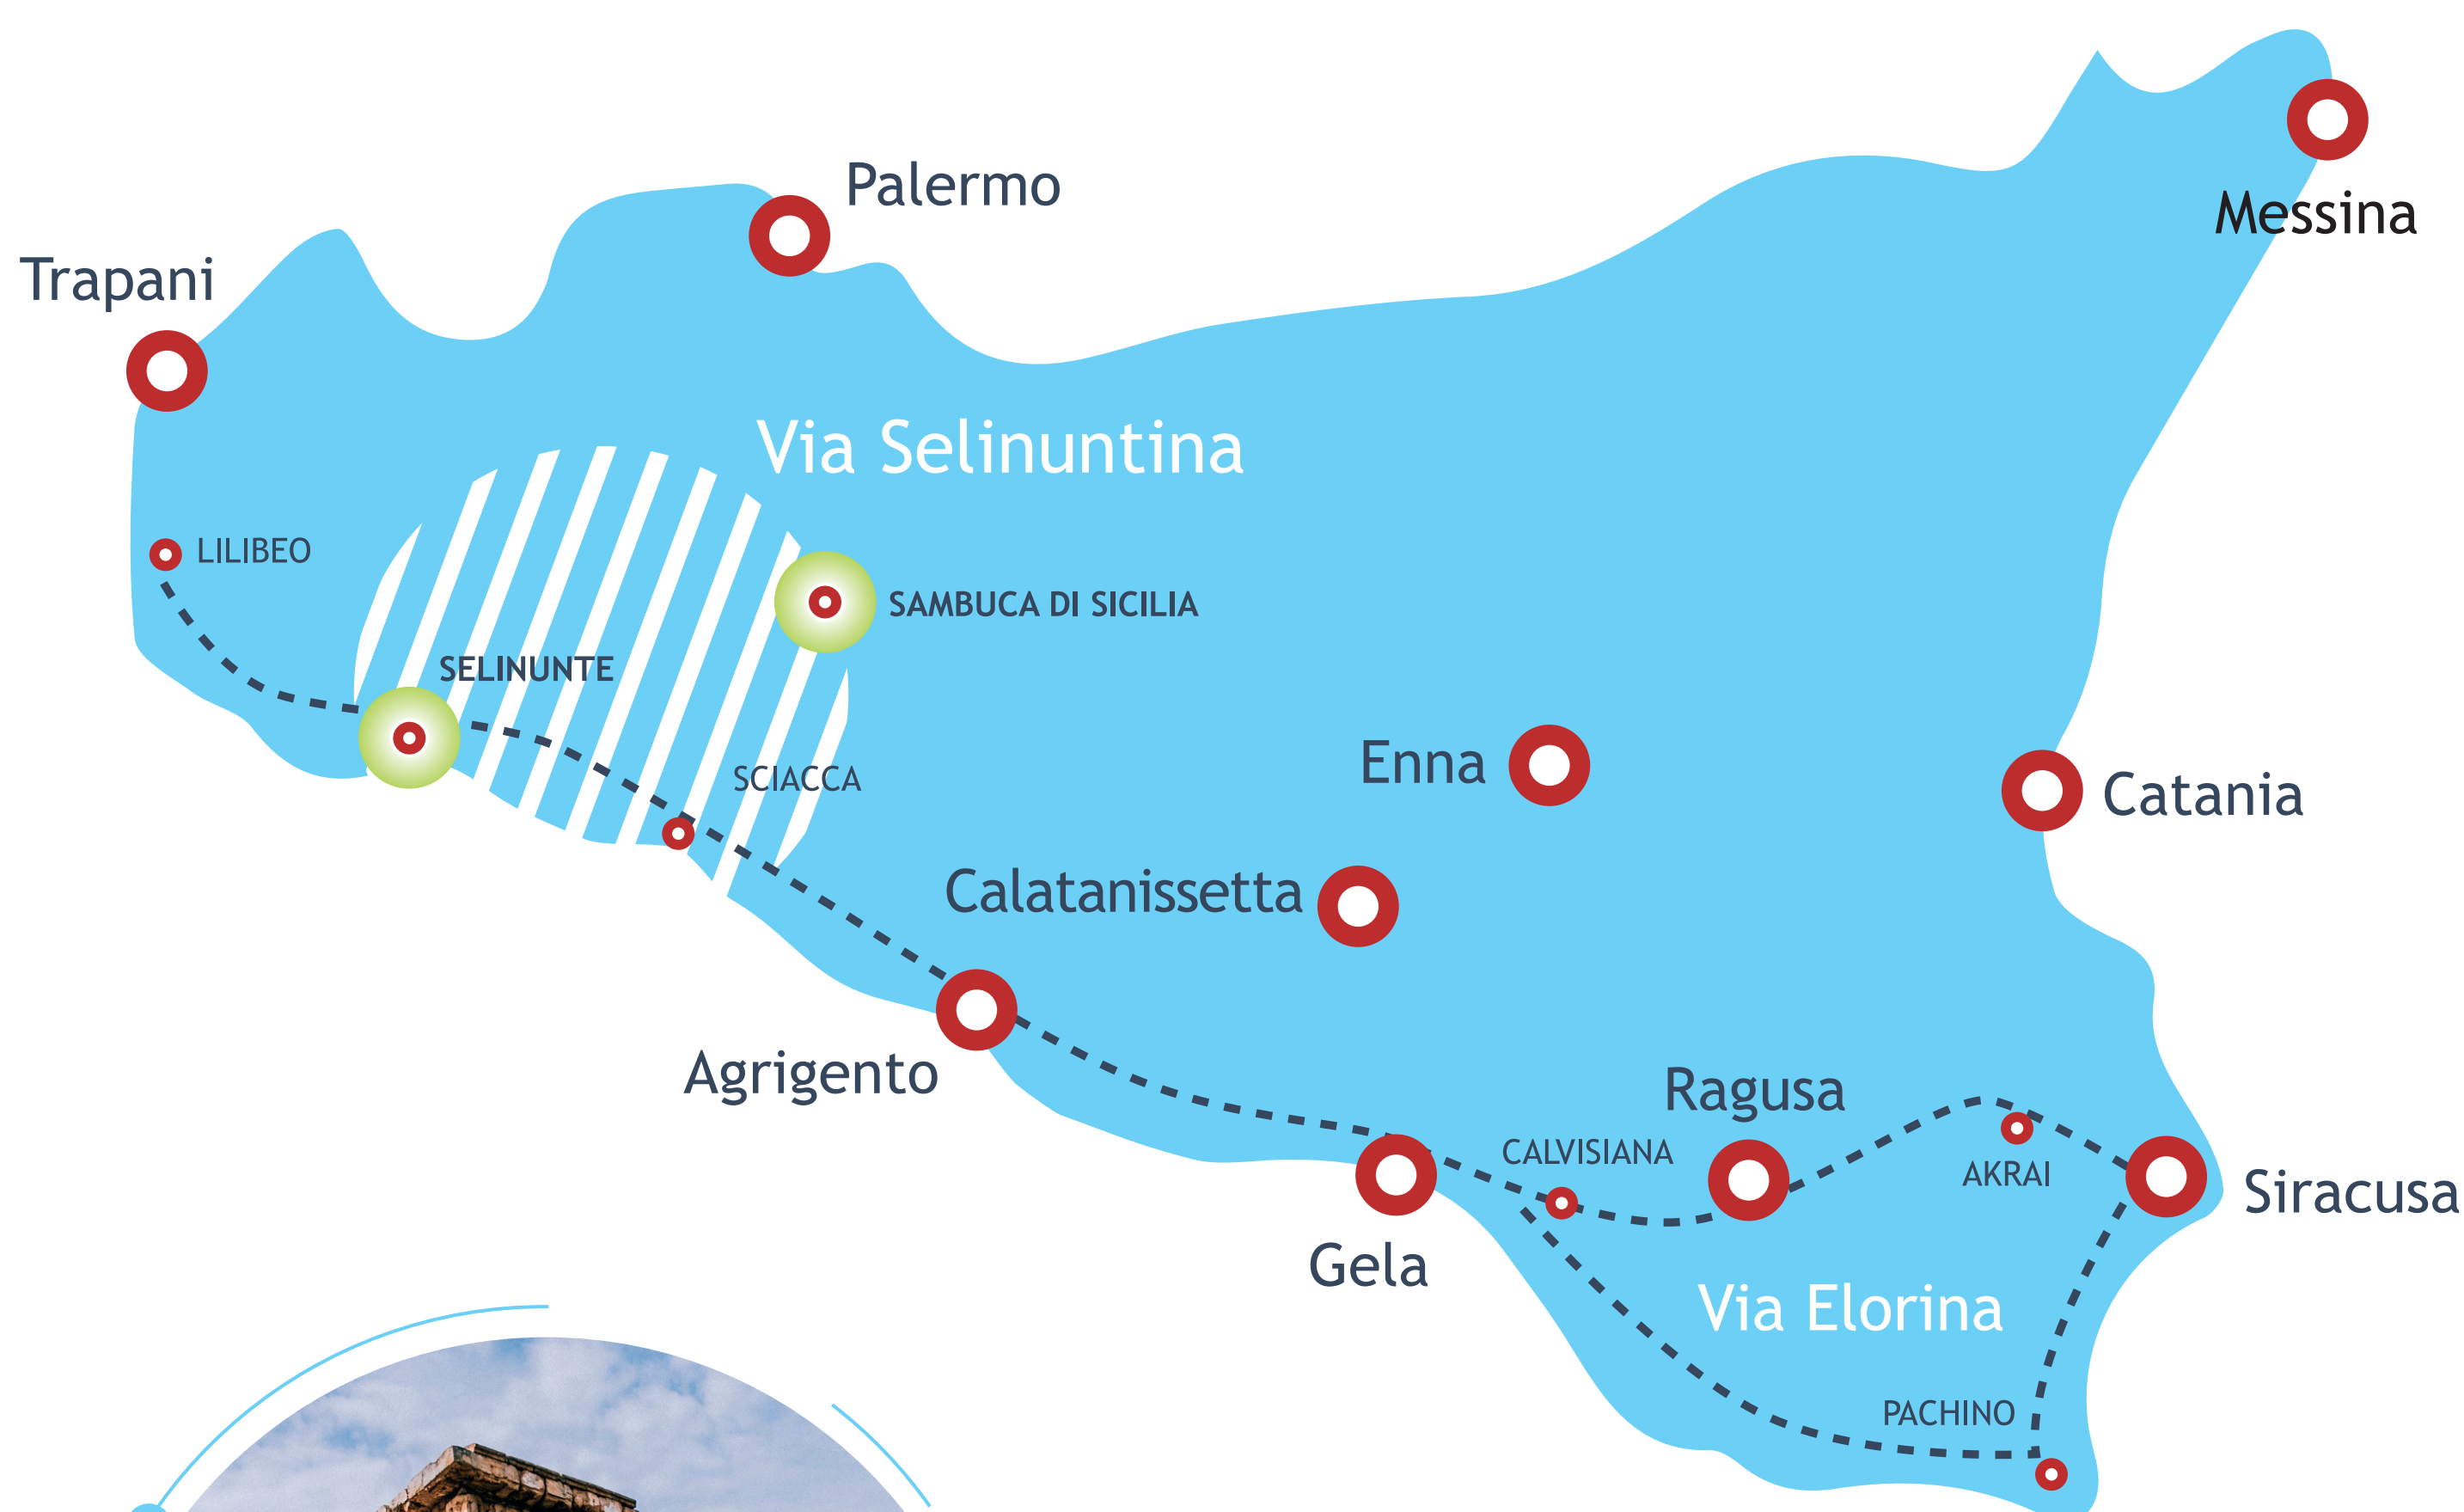 Palermo
Messina
Trapani
Via Selinuntina
LILIBEO
SAMBUCA DI SICILIA
SELINUNTE
SCIACCA
Enna
Catania
Calatanissetta
Agrigento
Ragusa
CALVISIANA
AKRAI
Siracusa
Gela
Via Elorina
PACHINO